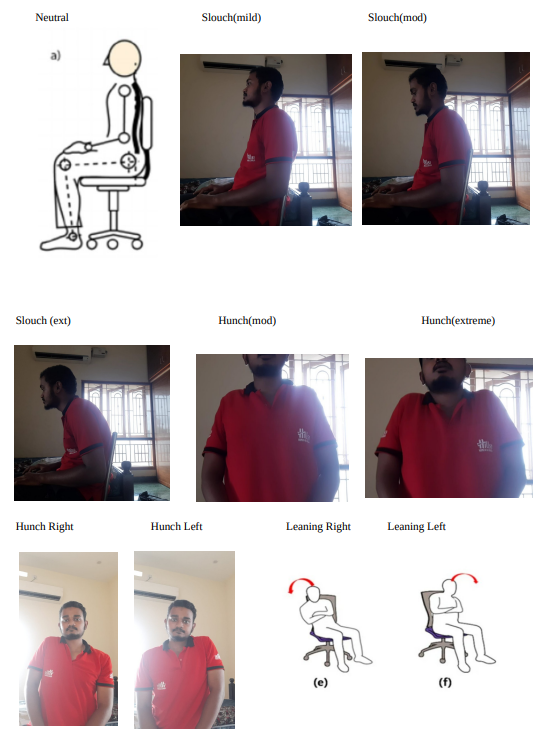 Neutral
Slouch(mild)
Slouch(mod)
a)
Slouch (ext)
Hunch(mod)
Hunch(extreme)
Hunch Right
Hunch Left
Leaning Right
Leaning Left
(e)
(f)